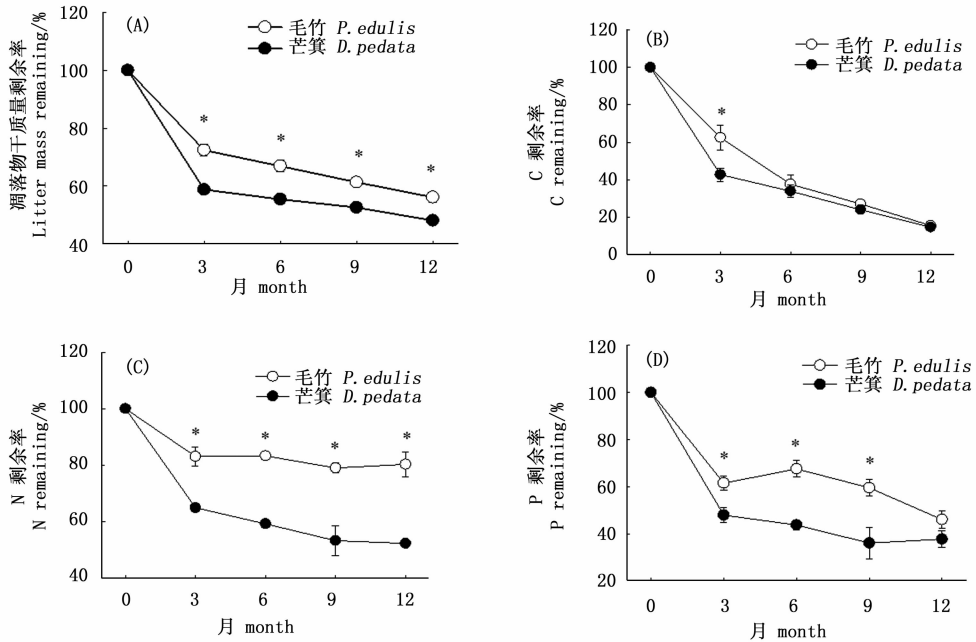 (A)
毛竹 P.edulis
芒萁 D.pedata
凋落物干质量剩余率
Litter mass remaining/%
120
100
80
60
40
* * * *
0 3 6 9 12
月 month
(B)
毛竹 P.edulis
芒萁 D.pedata
C 剩余率
C remaining/%
120
100
80
60
40
20
0
*
0 3 6 9 12
月 month
(C)
毛竹 P.edulis
芒萁 D.pedata
N 剩余率
N remaining/%
120
100
80
60
40
* * * *
0 3 6 9 12
月 month
(D)
毛竹 P.edulis
芒萁 D.pedata
P 剩余率
P remaining/%
120
100
80
60
40
20
* * *
0 3 6 9 12
月 month